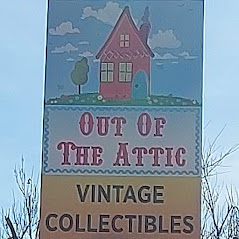 OUT OF
THE ATTIC
VINTAGE
COLLECTIBLES